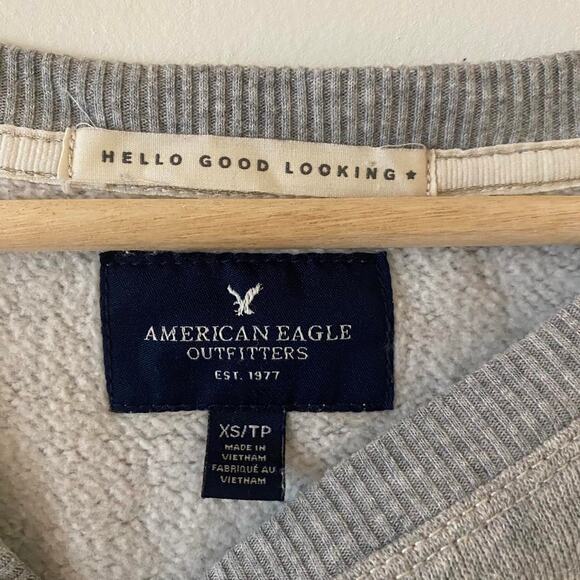 HELLO GOOD LOOKING ★
AMERICAN EAGLE
OUTFITTERS
EST. 1977
XS/TP
MADE IN
VIETNAM
FABRIQUÉ AU
VIETNAM